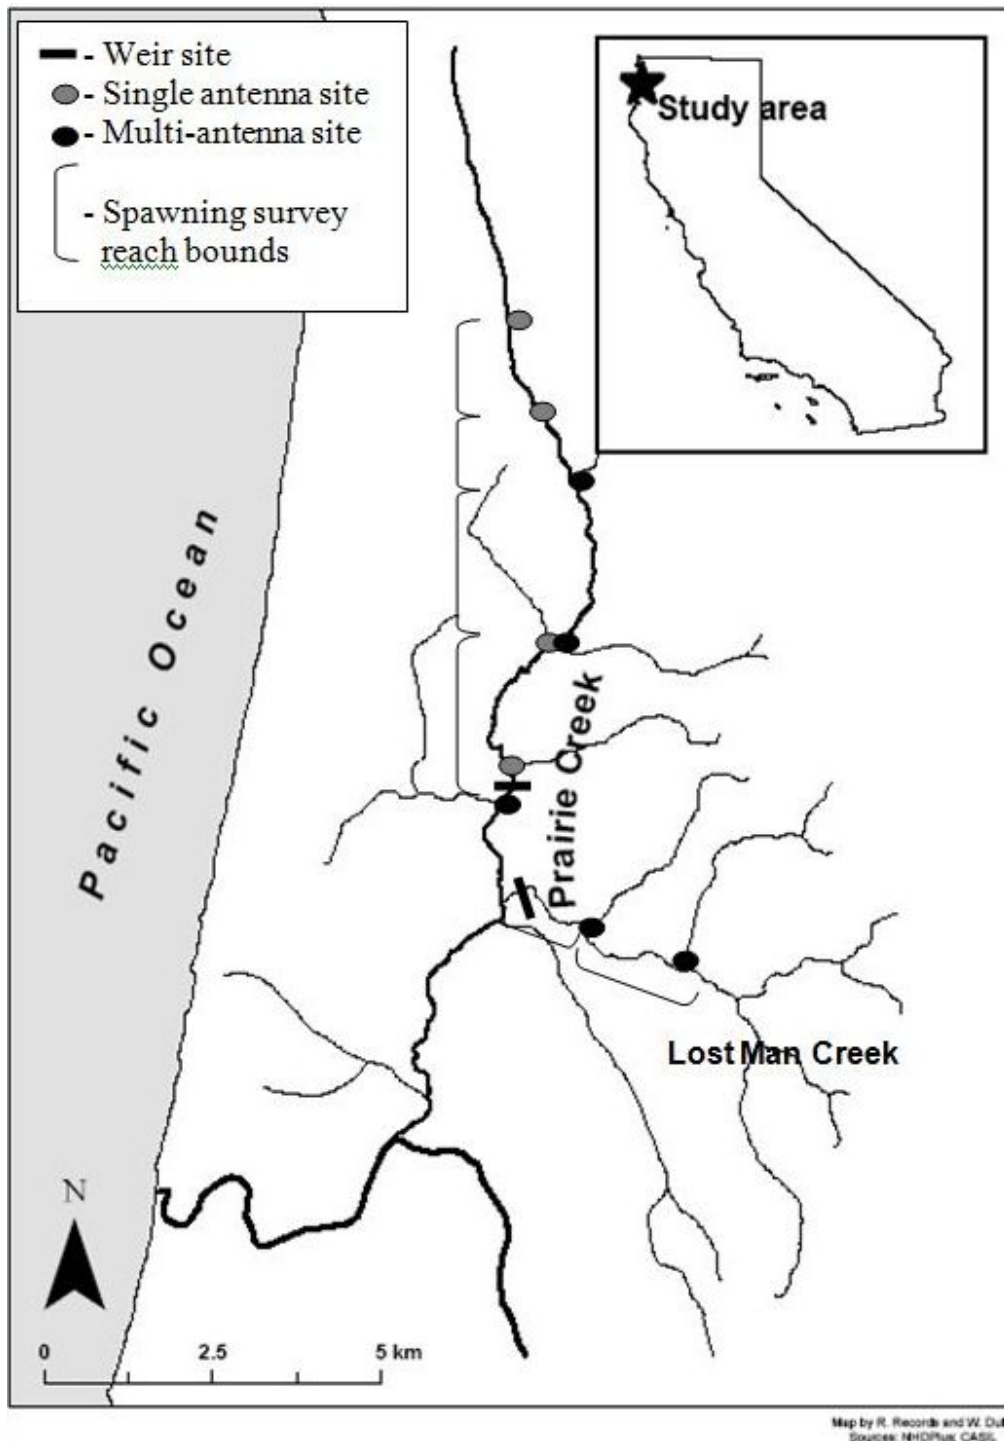 - Weir site
- Single antenna site
- Multi-antenna site
- Spawning survey
reach bounds
Study area
Pacific Ocean
Prairie Creek
Lost Man Creek
N
0 2.5 5 km
Map by R. Records and W. Du
Sources: NHDPlus; CASIL